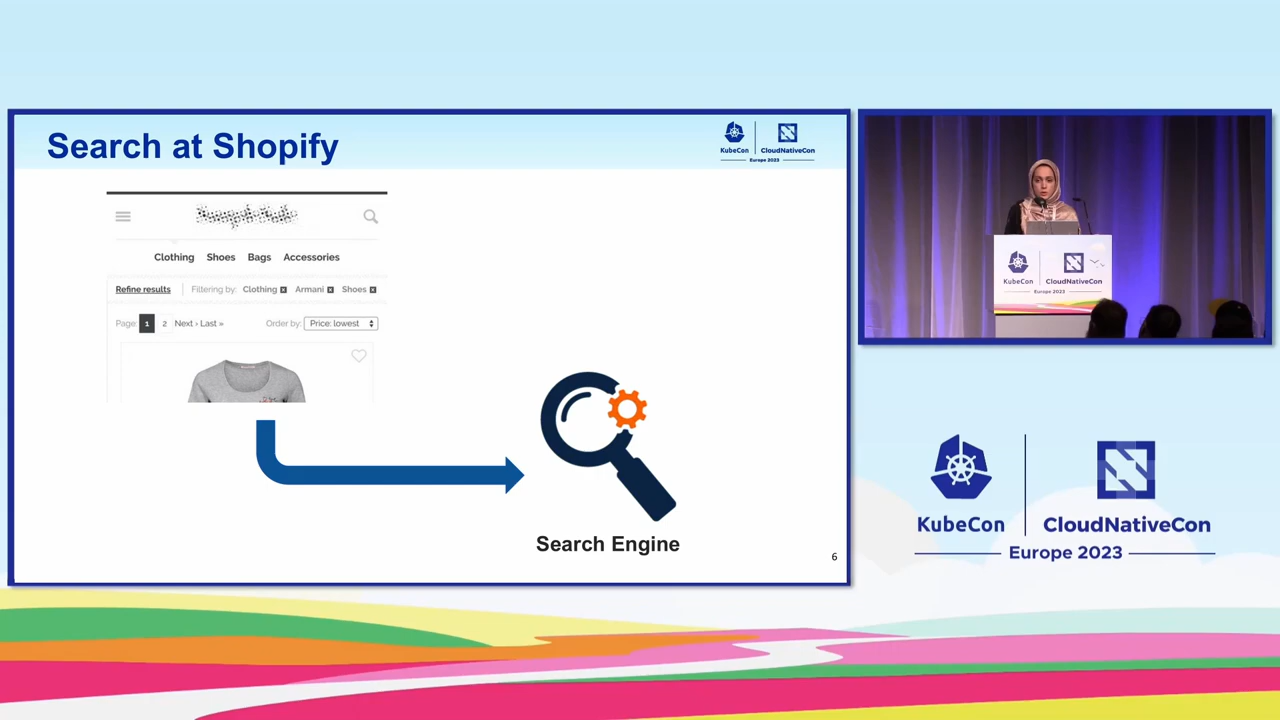 Search at Shopify
KubeCon
CloudNativeCon
Europe 2023
Clothing Shoes Bags Accessories
Refine results Filtering by: Clothing x Armani x Shoes x
Page: 1 2 Next › Last » Order by: Price: lowest
Search Engine
6
KubeCon
CloudNativeCon
Europe 2023
KubeCon
CloudNativeCon
Europe 2023